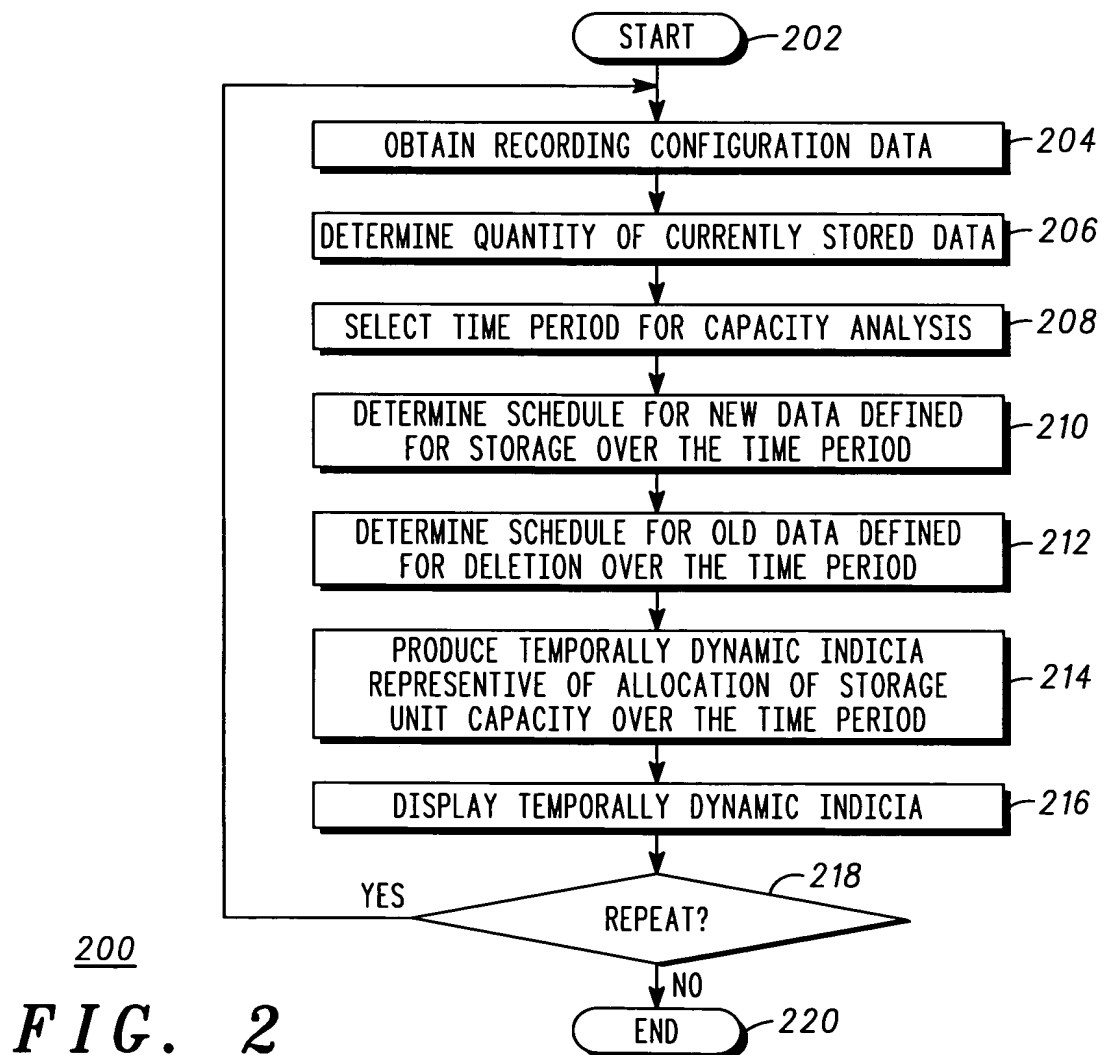 START
202
OBTAIN RECORDING CONFIGURATION DATA
204
DETERMINE QUANTITY OF CURRENTLY STORED DATA
206
SELECT TIME PERIOD FOR CAPACITY ANALYSIS
208
DETERMINE SCHEDULE FOR NEW DATA DEFINED
FOR STORAGE OVER THE TIME PERIOD
210
DETERMINE SCHEDULE FOR OLD DATA DEFINED
FOR DELETION OVER THE TIME PERIOD
212
PRODUCE TEMPORALLY DYNAMIC INDICIA
REPRESENTIVE OF ALLOCATION OF STORAGE
UNIT CAPACITY OVER THE TIME PERIOD
214
DISPLAY TEMPORALLY DYNAMIC INDICIA
216
218
YES
REPEAT?
NO
END
220
200
FIG. 2